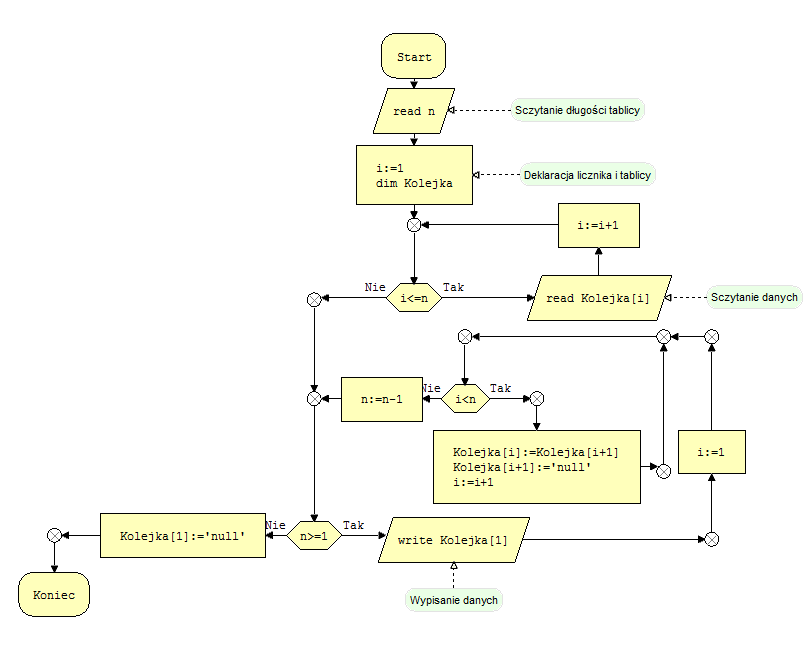 Start
read n
Sczytanie długości tablicy
i:=1
dim Kolejka
Deklaracja licznika i tablicy
i:=i+1
Nie
i<=n
Tak
read Kolejka[i]
Sczytanie danych
n:=n-1
Nie
i<n
Tak
Kolejka[i]:=Kolejka[i+1]
Kolejka[i+1]:='null'
i:=i+1
i:=1
Kolejka[1]:='null'
Nie
n>=1
Tak
write Kolejka[1]
Koniec
Wypisanie danych